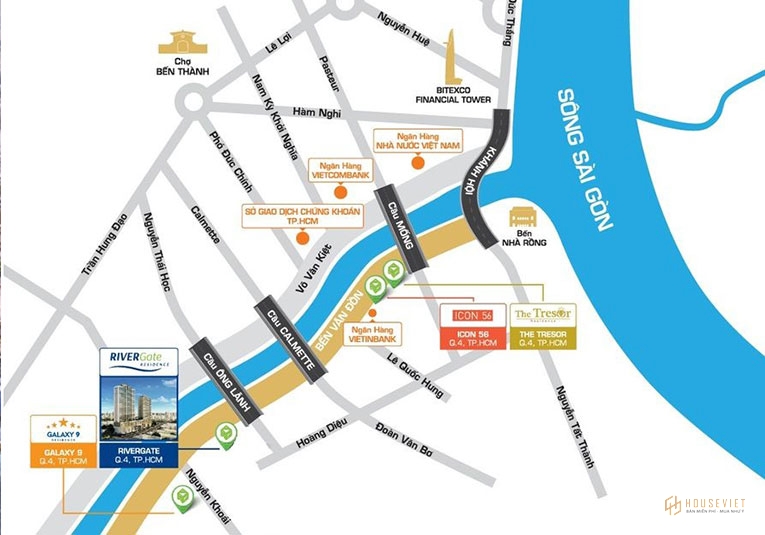 Nguyễn Huệ
Đức Thắng
Lê Lợi
Chợ
BẾN THÀNH
Pasteur
BITEXCO
FINANCIAL TOWER
Nam Kỳ Khởi Nghĩa
Hàm Nghi
SÔNG SÀI GÒN
Phó Đức Chính
Ngân Hàng
NHÀ NƯỚC VIỆT NAM
KHÁNH HỘI
Ngân Hàng
VIETCOMBANK
Calmette
SỞ GIAO DỊCH CHỨNG KHOÁN
TP.HCM
Cầu MỐNG
Trần Hưng Đạo
Nguyễn Thái Học
Bến
NHÀ RỒNG
Võ Văn Kiệt
BẾN VÂN ĐỒN
Cầu CALMETTE
Ngân Hàng
VIETINBANK
ICON 56
ICON 56
Q.4, TP.HCM
The Tresor
THE TRESOR
Q.4, TP.HCM
Cầu ÔNG LÃNH
RIVERGate
RESIDENCE
RIVERGATE
Q.4, TP.HCM
GALAXY 9
RESIDENCE
GALAXY 9
Q.4, TP.HCM
Lê Quốc Hưng
Hoàng Diệu
Đoàn Văn Bơ
Nguyễn Tất Thành
Nguyễn Khoái
HOUSEVIET